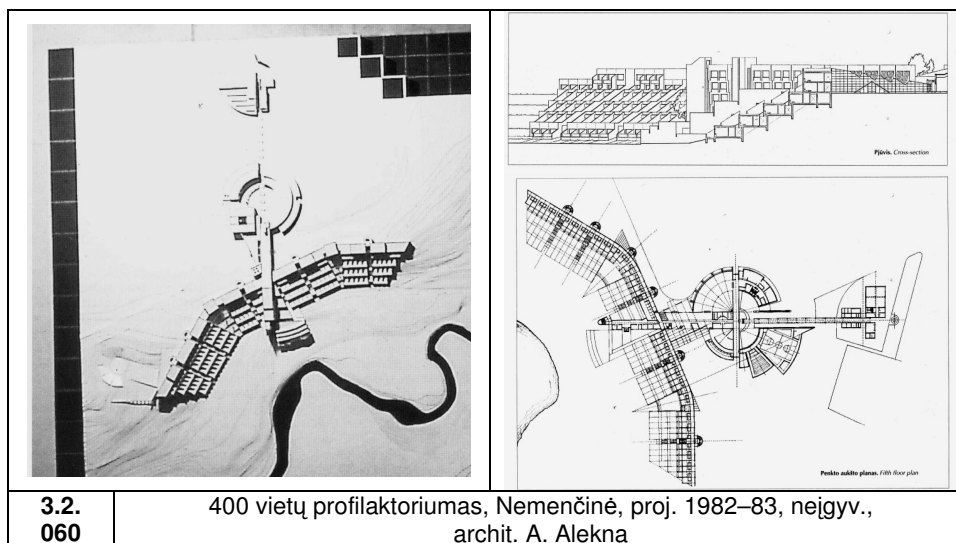 Pjūvis. Cross-section
Penkto aukšto planas. Fifth floor plan
3.2.
060
400 vietų profilaktoriumas, Nemenčinė, proj. 1982–83, neįgyv.,
archit. A. Alekna